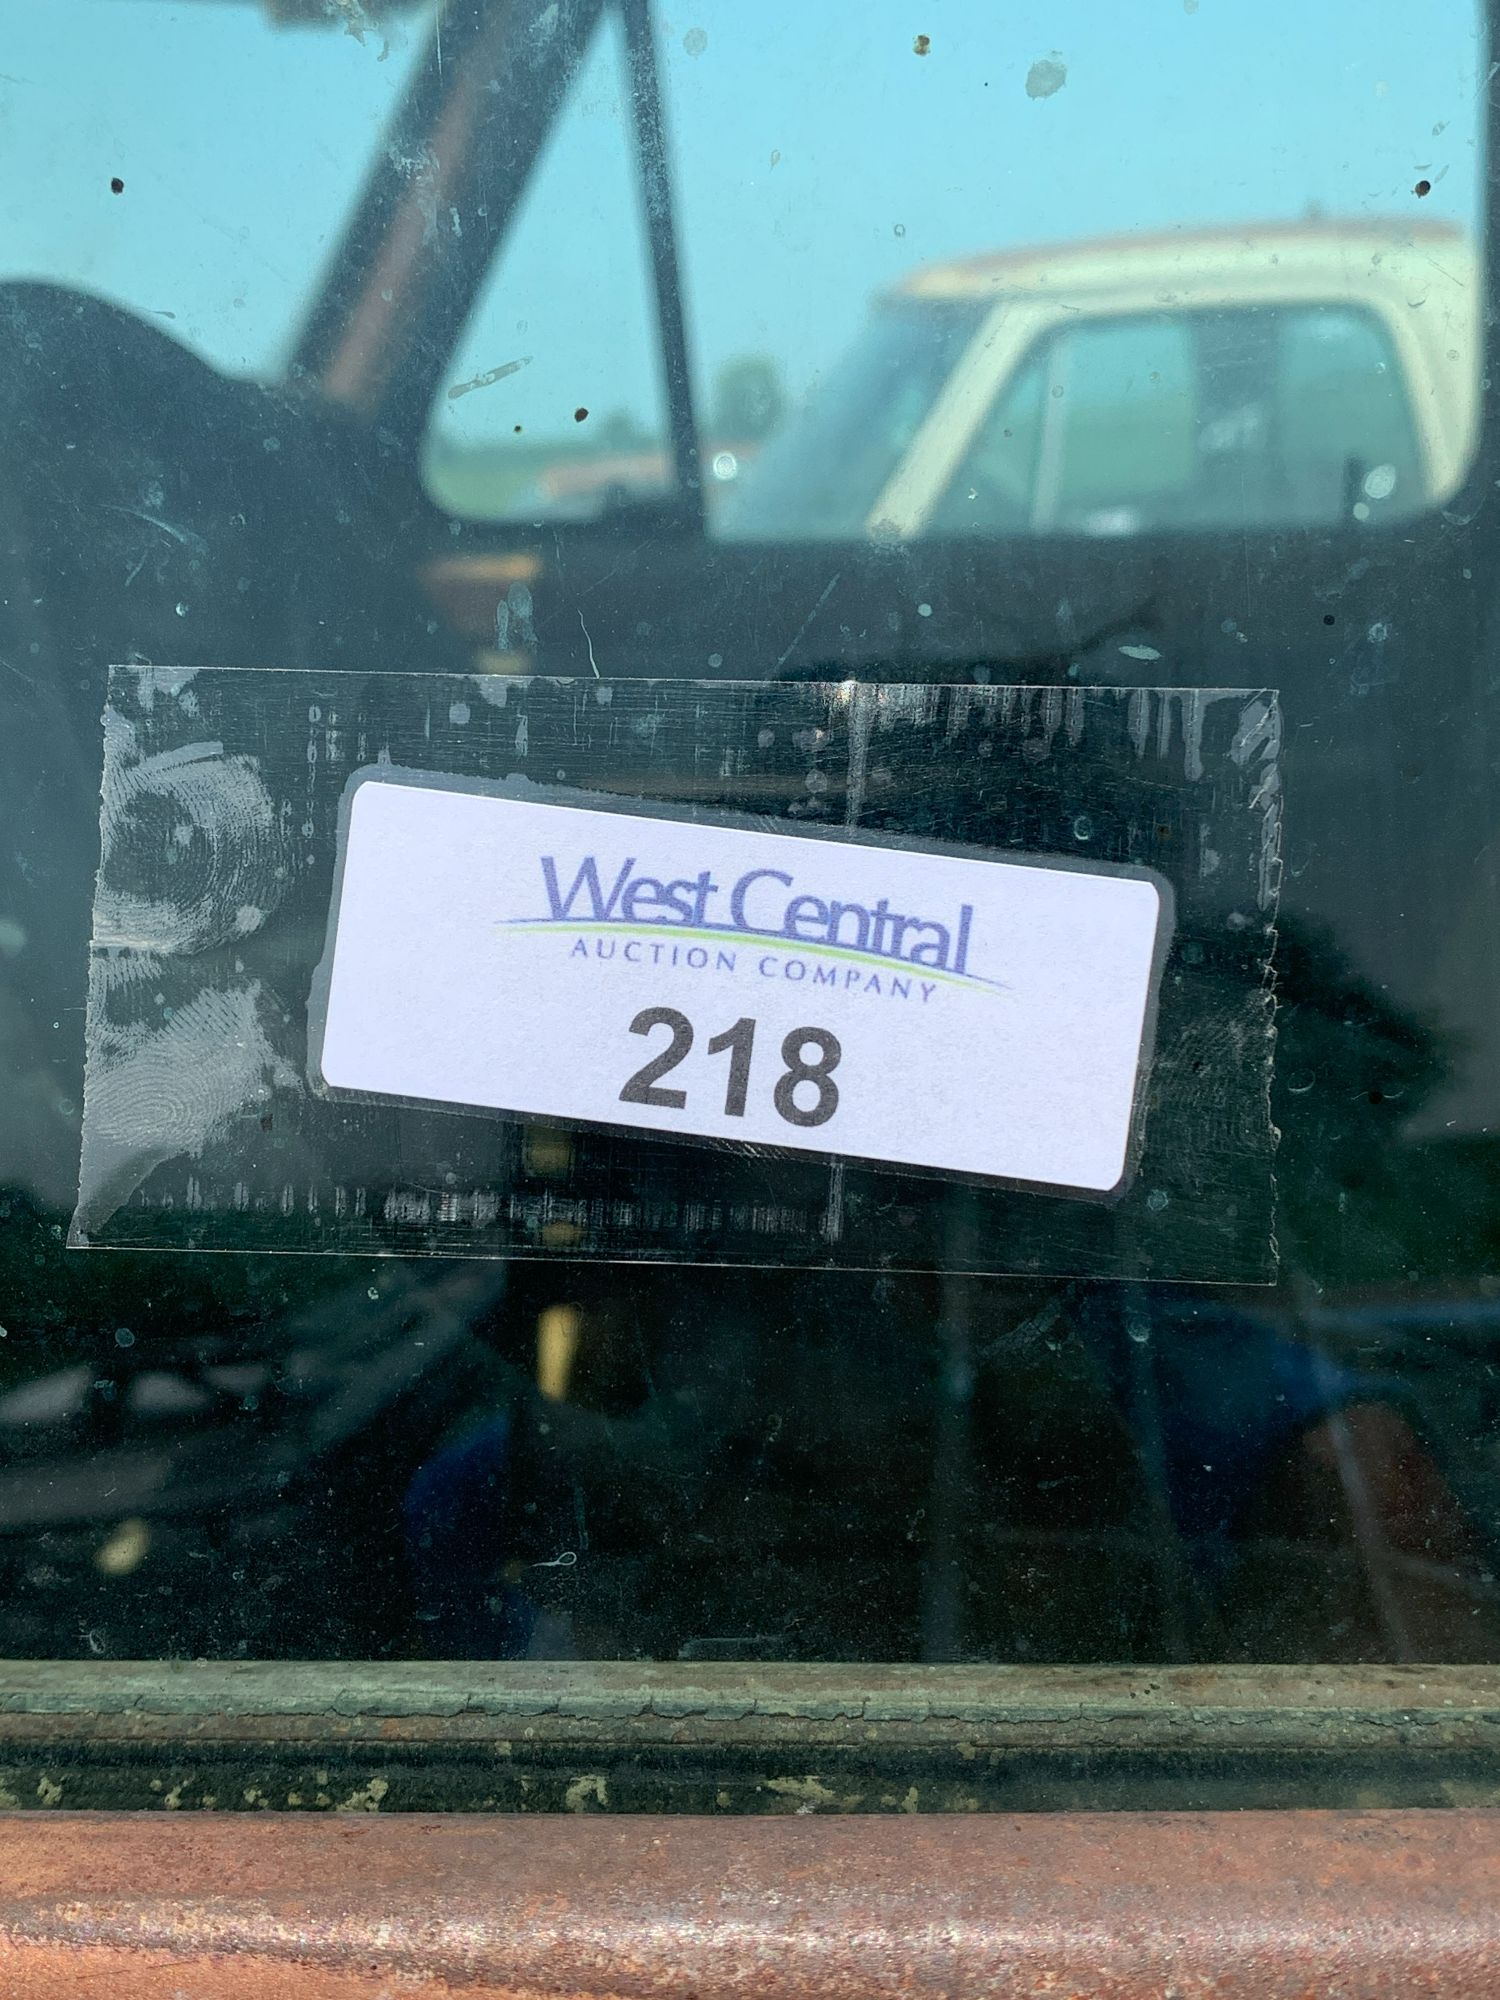 West Central
AUCTION COMPANY
218